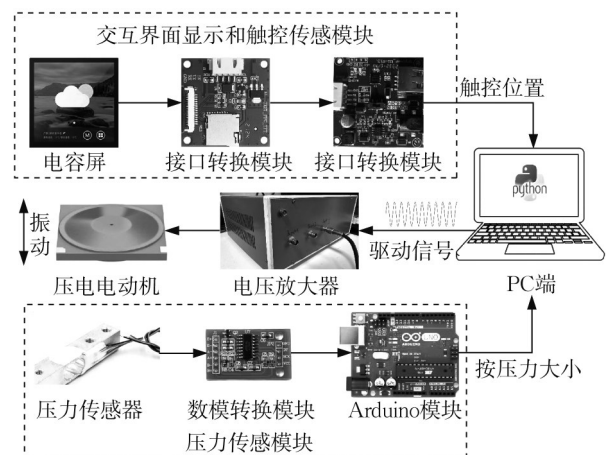 交互界面显示和触控传感模块
触控位置
电容屏
接口转换模块
接口转换模块
python
振动
驱动信号
压电电动机
电压放大器
PC端
按压力大小
压力传感器
数模转换模块
Arduino模块
压力传感模块